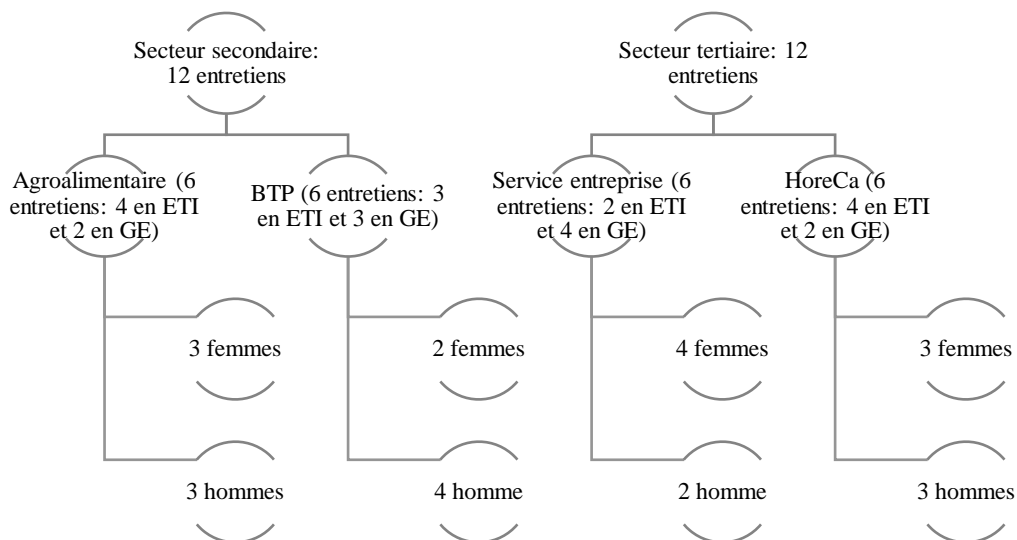 Secteur secondaire:
12 entretiens
Secteur tertiaire: 12
entretiens
Agroalimentaire (6
entretiens: 4 en ETI
et 2 en GE)
BTP (6 entretiens: 3
en ETI et 3 en GE)
Service entreprise (6
entretiens: 2 en ETI
et 4 en GE)
HoreCa (6
entretiens: 4 en ETI
et 2 en GE)
3 femmes
2 femmes
4 femmes
3 femmes
3 hommes
4 homme
2 homme
3 hommes